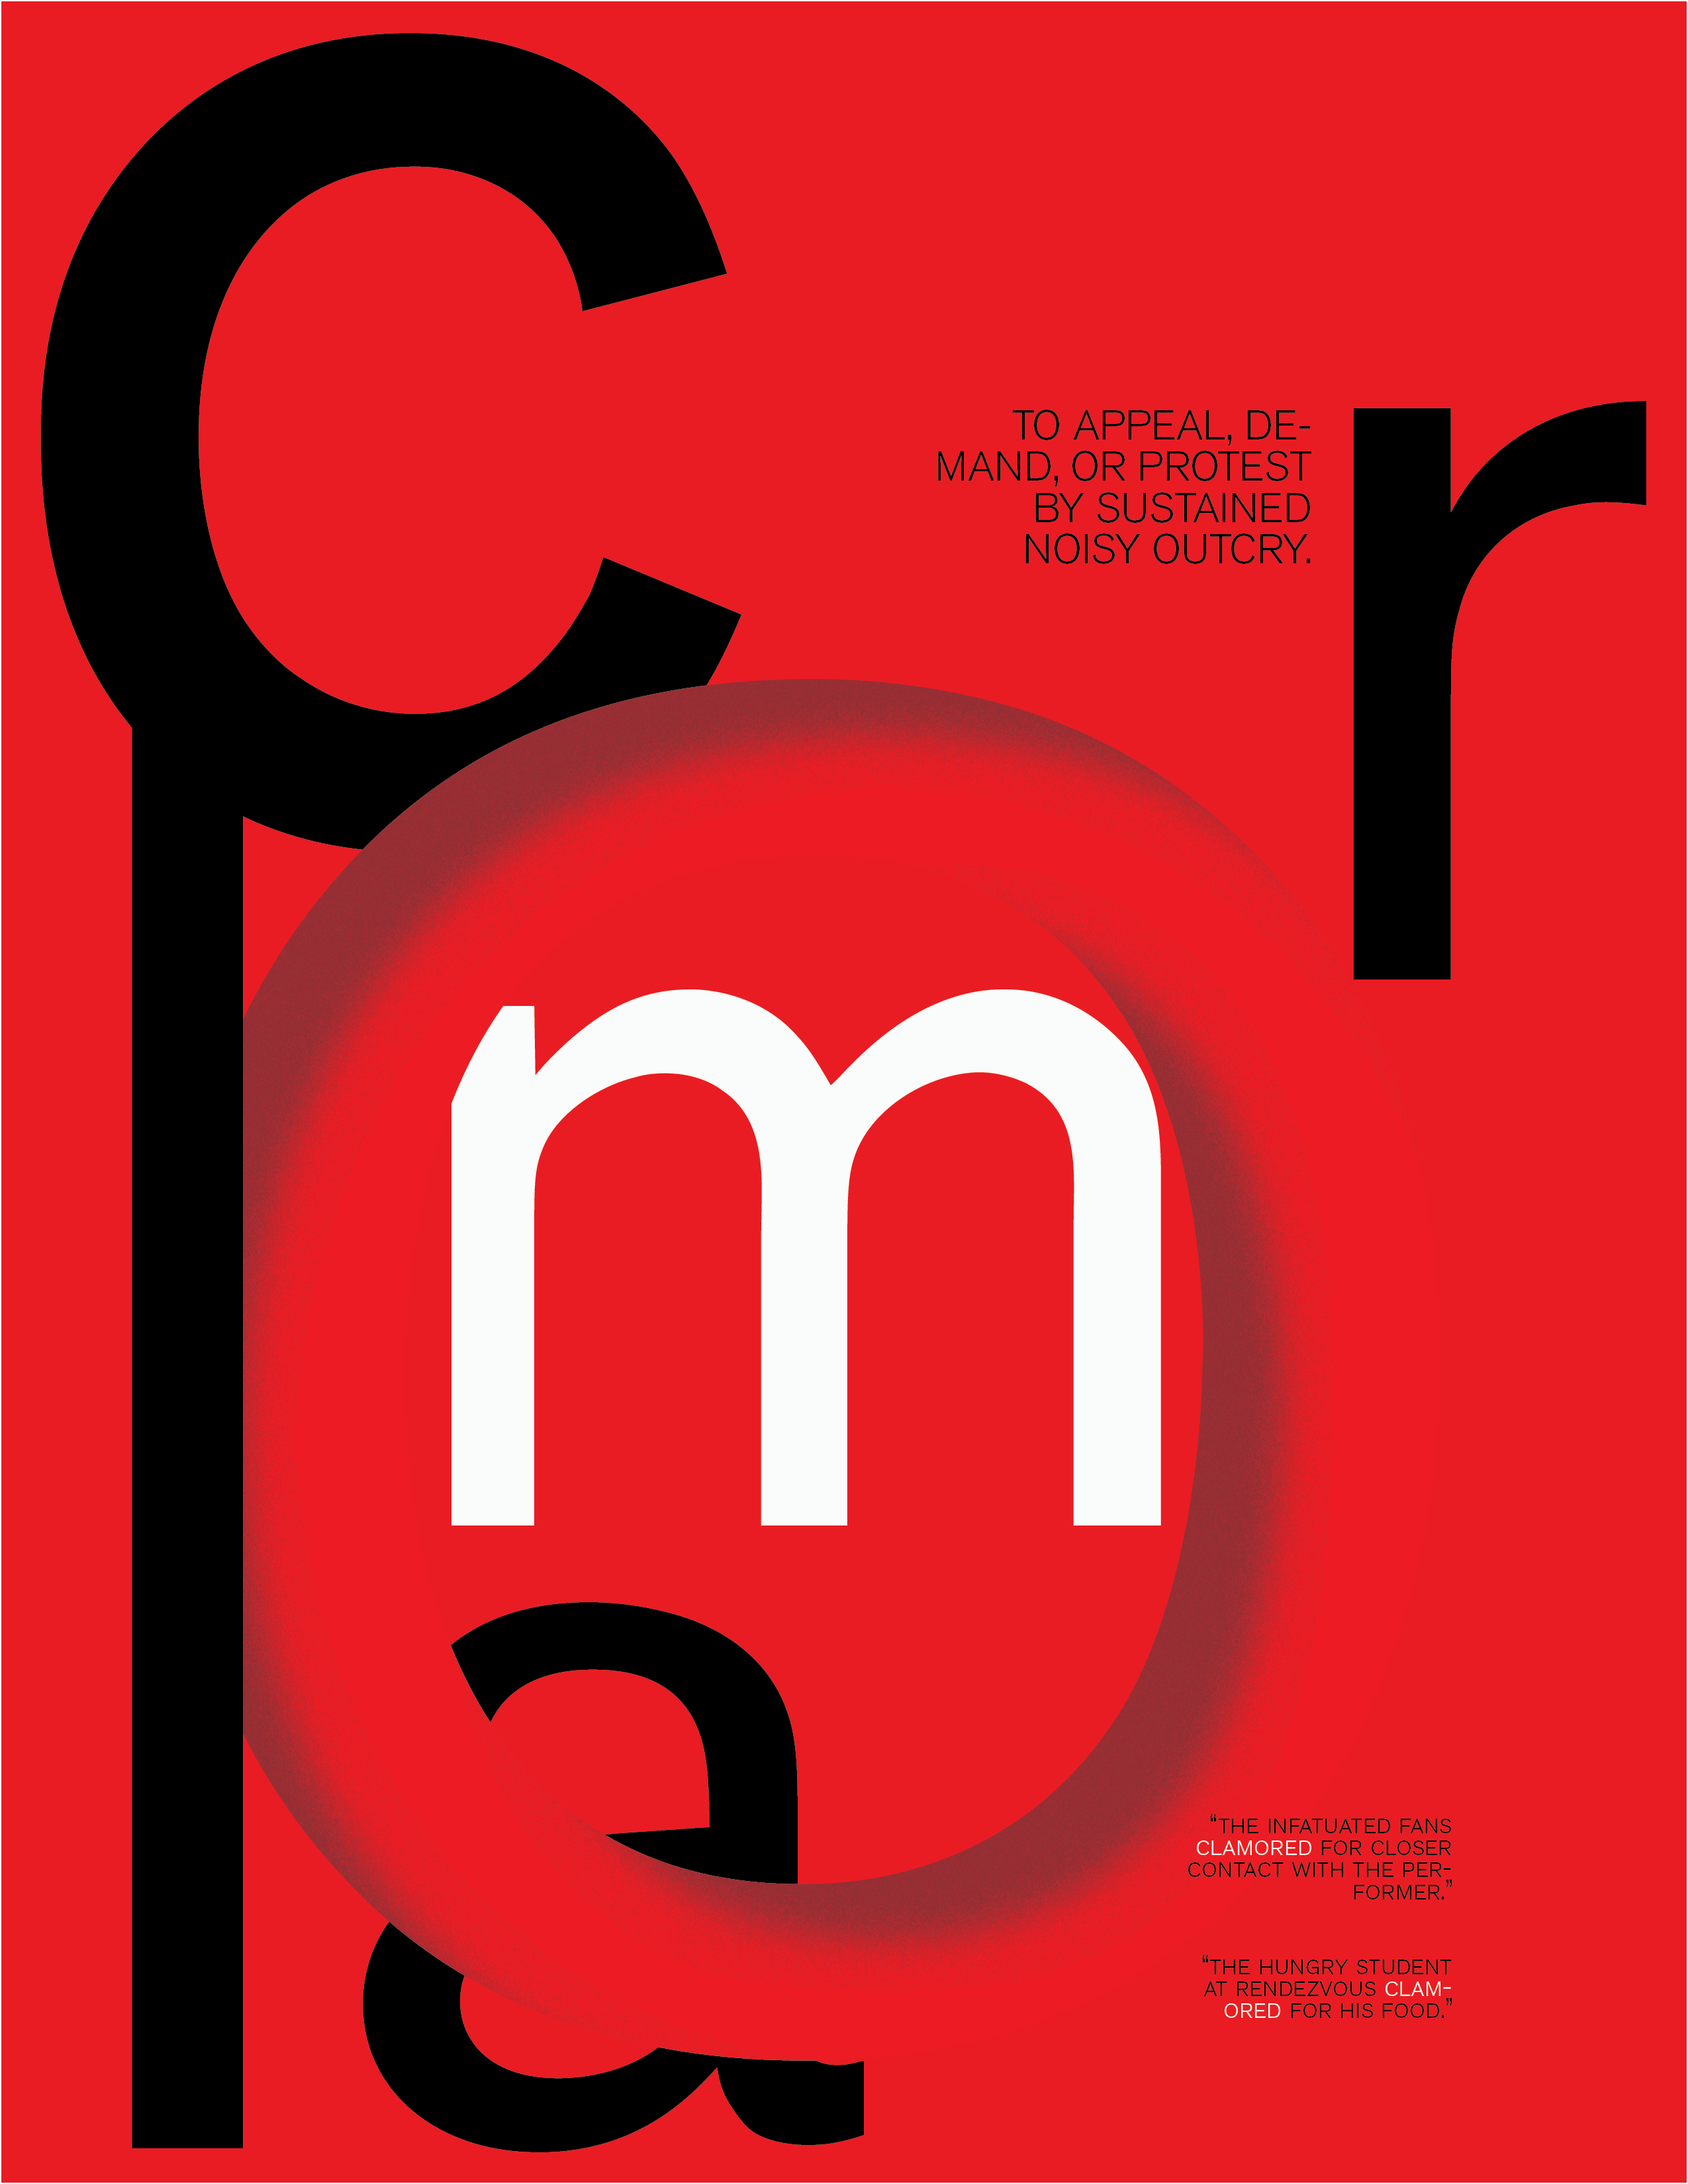 C
l
a
m
o
r
TO APPEAL, DE-
MAND, OR PROTEST
BY SUSTAINED
NOISY OUTCRY.
“THE INFATUATED FANS
CLAMORED FOR CLOSER
CONTACT WITH THE PER-
FORMER.”
“THE HUNGRY STUDENT
AT RENDEZVOUS CLAM-
ORED FOR HIS FOOD.”